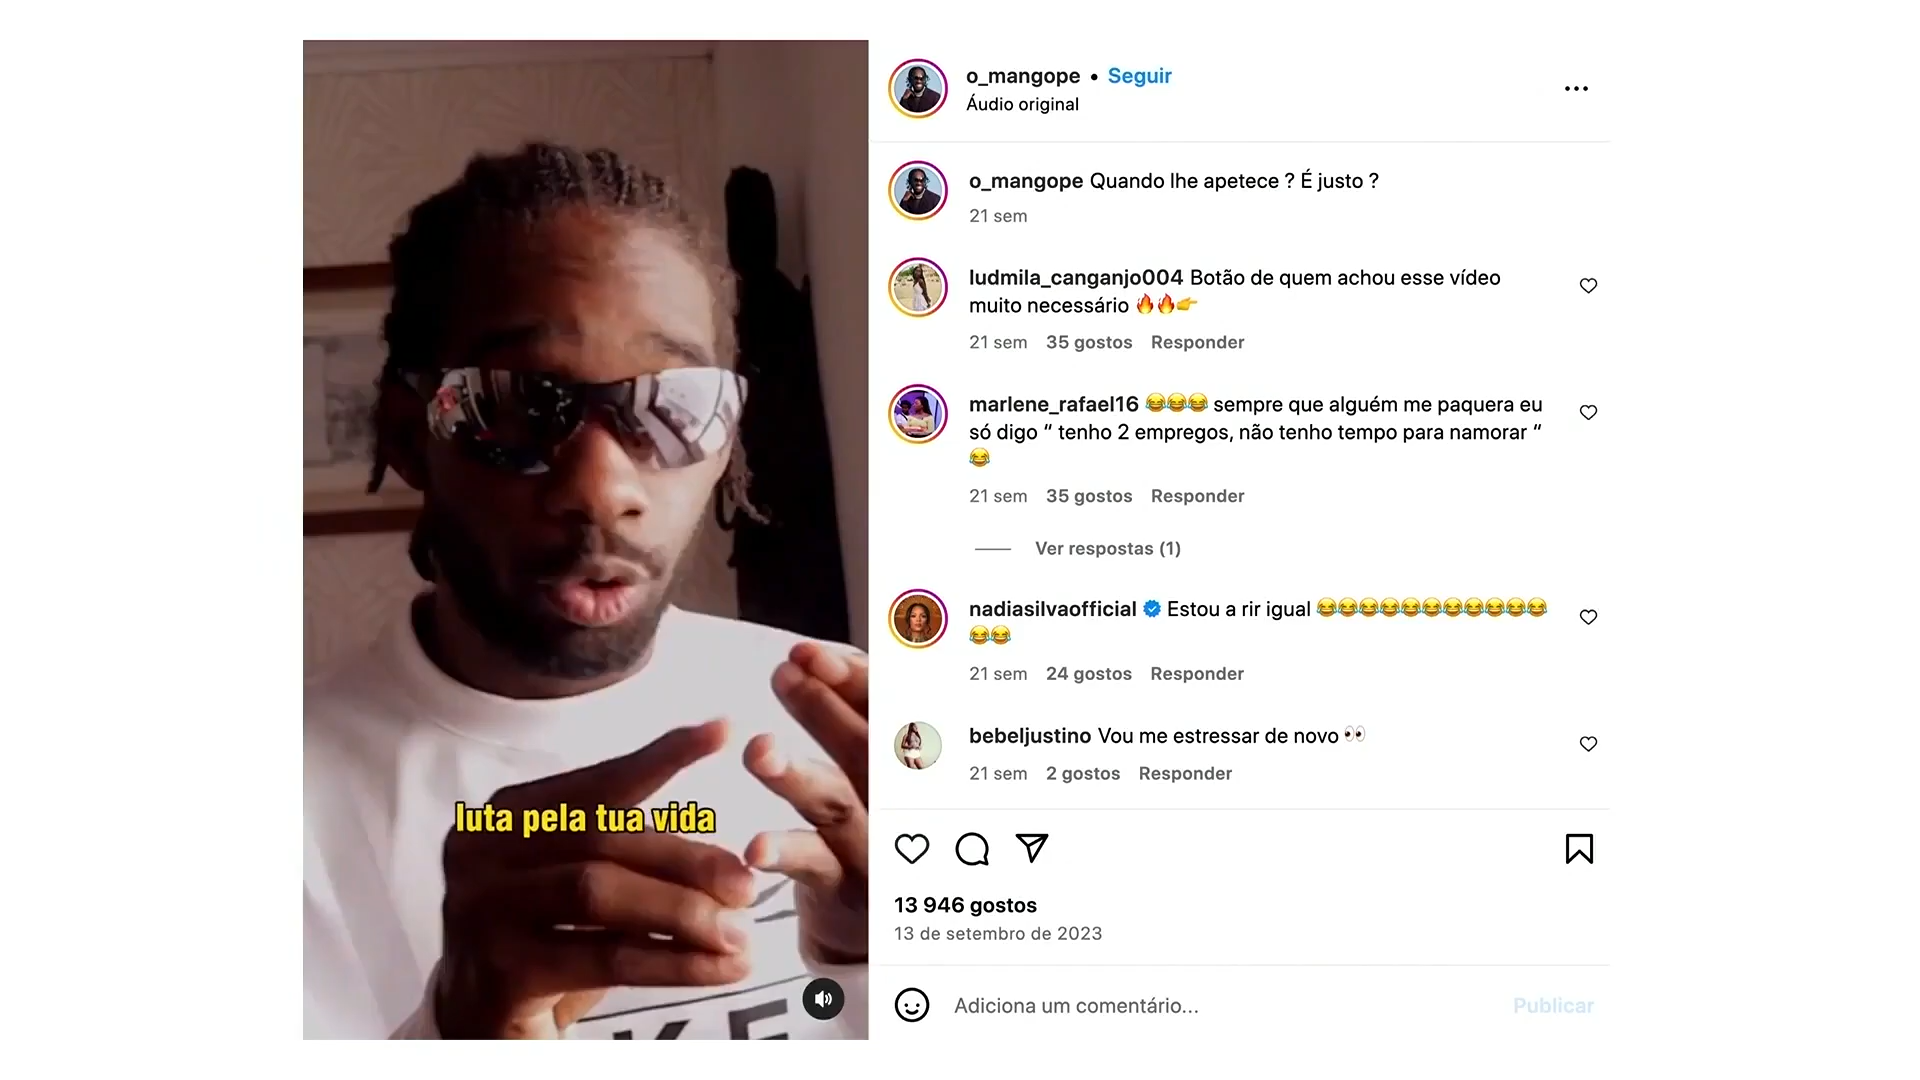 o_mangope • Seguir
Áudio original
o_mangope Quando lhe apetece ? É justo ?
21 sem
ludmila_canganjo004 Botão de quem achou esse vídeo
muito necessário 🔥🔥👉
21 sem 35 gostos Responder
marlene_rafael16 😂😂😂 sempre que alguém me paquera eu
só digo “ tenho 2 empregos, não tenho tempo para namorar “
😂
21 sem 35 gostos Responder
Ver respostas (1)
nadiasilvaofficial Estou a rir igual 😂😂😂😂😂😂😂😂😂😂😂
😂😂
21 sem 24 gostos Responder
bebeljustino Vou me estressar de novo 👀
21 sem 2 gostos Responder
luta pela tua vida
13 946 gostos
13 de setembro de 2023
Adiciona um comentário...
Publicar